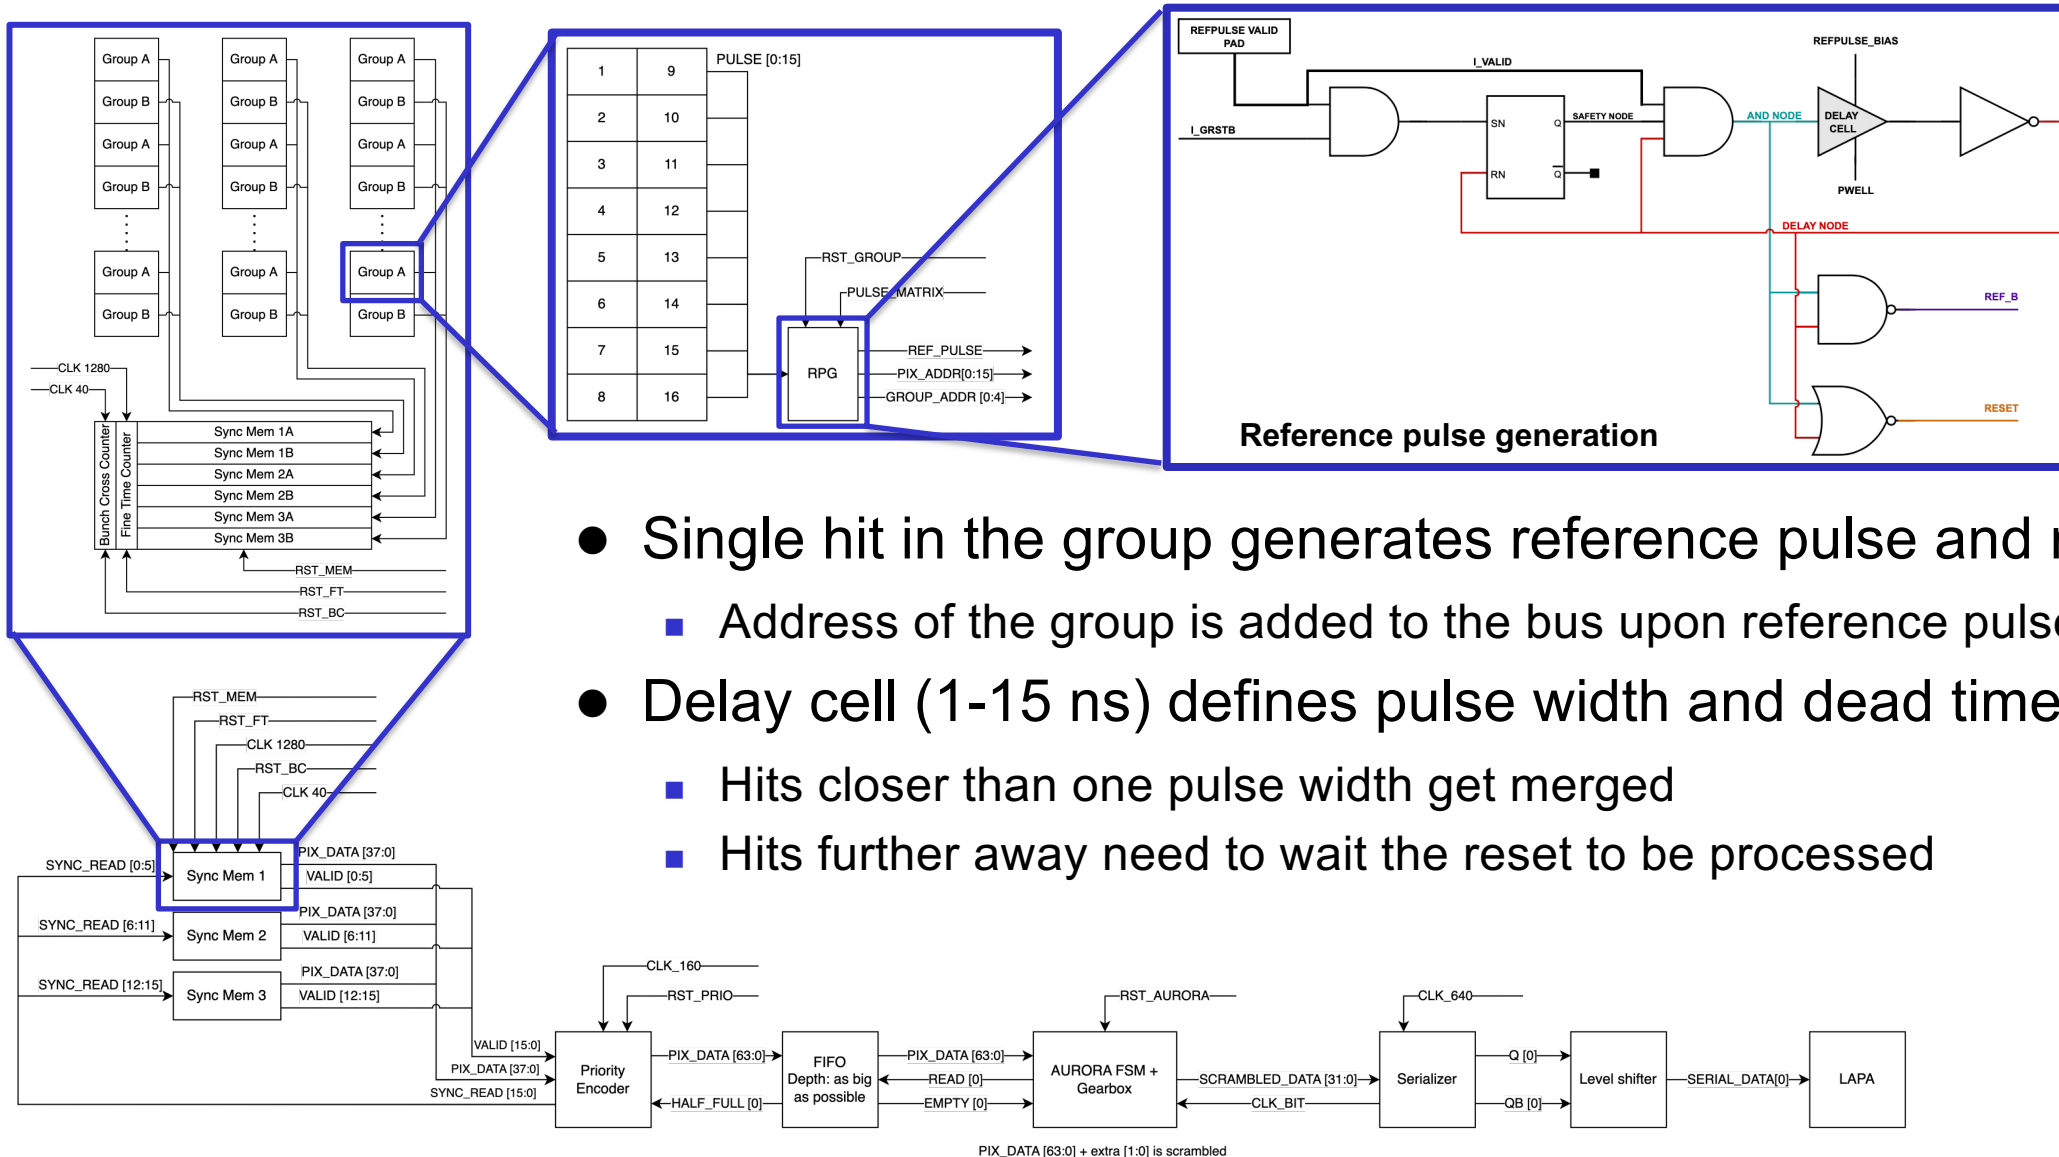 Group A
Group A
Group A
Group B
Group B
Group B
Group A
Group A
Group A
Group B
Group B
Group B
Group A
Group A
Group A
Group B
Group B
Group B
CLK 1280
CLK 40
Bunch Cross Counter
Fine Time Counter
Sync Mem 1A
Sync Mem 1B
Sync Mem 2A
Sync Mem 2B
Sync Mem 3A
Sync Mem 3B
RST_MEM
RST_FT
RST_BC
PULSE [0:15]
1 9
2 10
3 11
4 12
5 13
6 14
7 15
8 16
RST_GROUP
PULSE_MATRIX
RPG
REF_PULSE
PIX_ADDR[0:15]
GROUP_ADDR [0:4]
REFPULSE VALID
PAD
REFPULSE_BIAS
I_VALID
I_GRSTB
SN
Q
RN
Q
SAFETY NODE
AND NODE
DELAY
CELL
PWELL
DELAY NODE
REF_B
RESET
Reference pulse generation
● Single hit in the group generates reference pulse and
■ Address of the group is added to the bus upon reference
● Delay cell (1-15 ns) defines pulse width and dead time
■ Hits closer than one pulse width get merged
■ Hits further away need to wait the reset to be processed
RST_MEM
RST_FT
CLK 1280
RST_BC
CLK 40
SYNC_READ [0:5]
Sync Mem 1
PIX_DATA [37:0]
VALID [0:5]
SYNC_READ [6:11]
Sync Mem 2
PIX_DATA [37:0]
VALID [6:11]
SYNC_READ [12:15]
Sync Mem 3
PIX_DATA [37:0]
VALID [12:15]
VALID [15:0]
PIX_DATA [37:0]
SYNC_READ [15:0]
CLK_160
RST_PRIO
Priority
Encoder
PIX_DATA [63:0]
HALF_FULL [0]
FIFO
Depth: as big
as possible
PIX_DATA [63:0]
READ [0]
EMPTY [0]
RST_AURORA
AURORA FSM +
Gearbox
SCRAMBLED_DATA [31:0]
CLK_BIT
CLK_640
Serializer
Q [0]
QB [0]
Level shifter
SERIAL_DATA[0]
LAPA
PIX_DATA [63:0] + extra [1:0] is scrambled